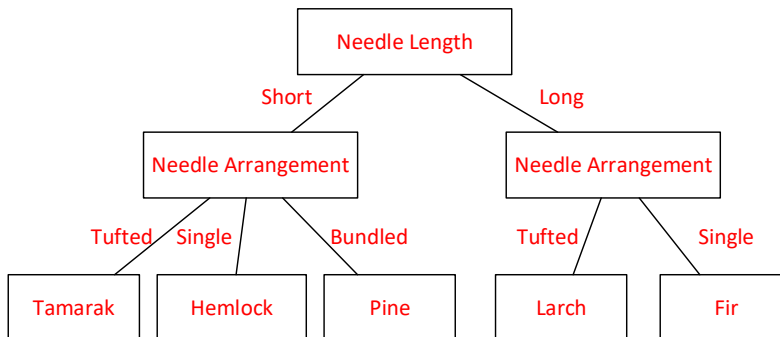 Needle Length
Short
Long
Needle Arrangement
Needle Arrangement
Tufted
Single
Bundled
Tufted
Single
Tamarak
Hemlock
Pine
Larch
Fir